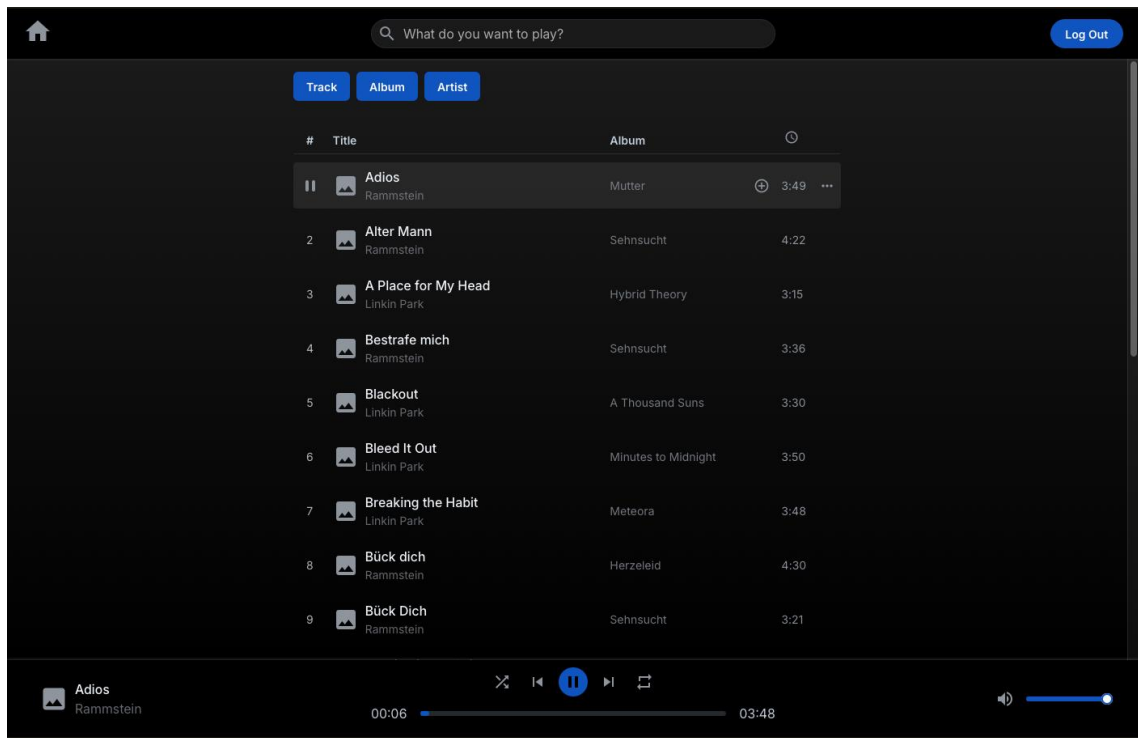 What do you want to play?
Log Out
Track Album Artist
# Title Album
Adios
Rammstein
Mutter
3:49
2
Alter Mann
Rammstein
Sehnsucht
4:22
3
A Place for My Head
Linkin Park
Hybrid Theory
3:15
4
Bestrafe mich
Rammstein
Sehnsucht
3:36
5
Blackout
Linkin Park
A Thousand Suns
3:30
6
Bleed It Out
Linkin Park
Minutes to Midnight
3:50
7
Breaking the Habit
Linkin Park
Meteora
3:48
8
Bück dich
Rammstein
Herzeleid
4:30
9
Bück Dich
Rammstein
Sehnsucht
3:21
Adios
Rammstein
00:06
03:48